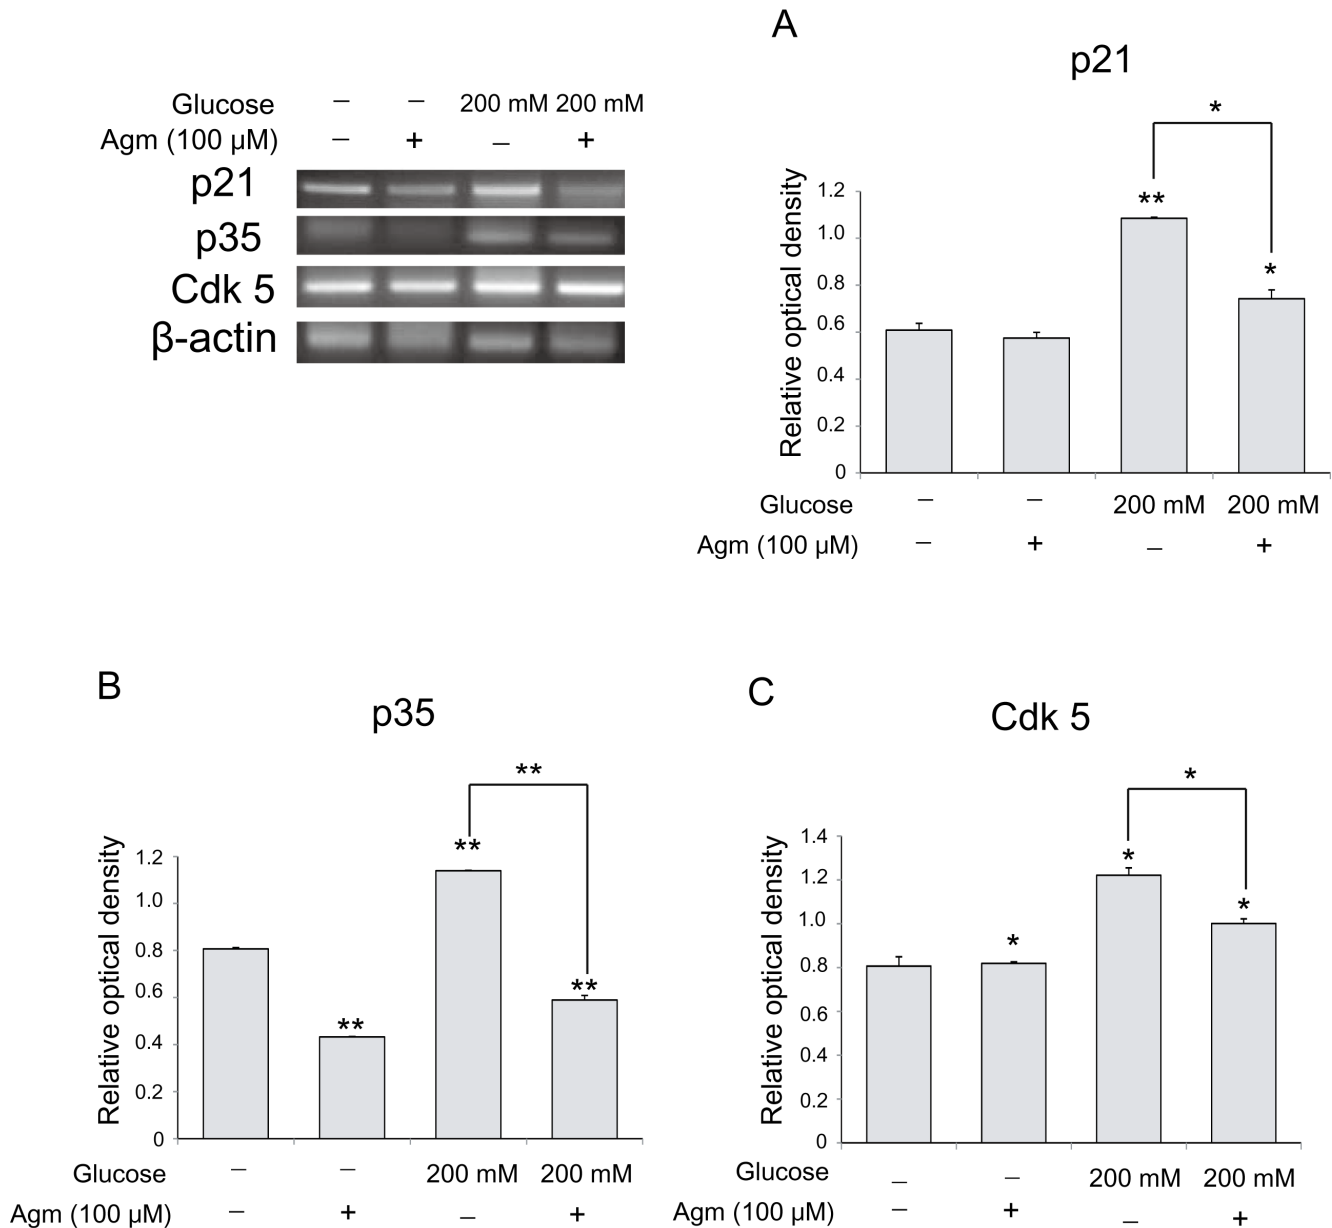 Glucose – – 200 mM 200 mM
Agm (100 µM) – + – +
p21
p35
Cdk 5
β-actin
A
p21
*
**
*
Relative optical density
1.2
1.0
0.8
0.6
0.4
0.2
0
Glucose – – 200 mM 200 mM
Agm (100 µM) – + – +
B
p35
**
**
**
**
Relative optical density
1.2
1.0
0.8
0.6
0.4
0.2
0
Glucose – – 200 mM 200 mM
Agm (100 µM) – + – +
C
Cdk 5
*
*
*
*
Relative optical density
1.4
1.2
1.0
0.8
0.6
0.4
0.2
0
Glucose – – 200 mM 200 mM
Agm (100 µM) – + – +